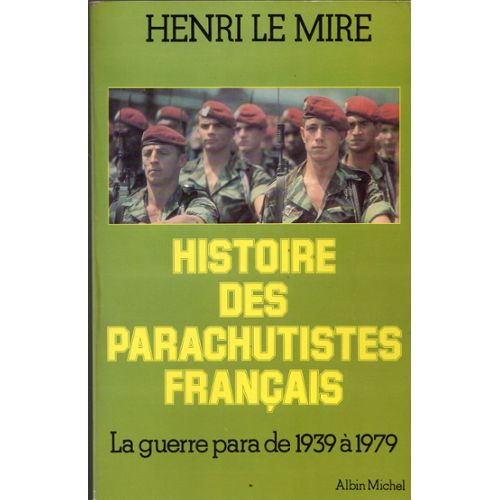 HENRI LE MIRE
HISTOIRE
DES
PARACHUTISTES
FRANÇAIS
La guerre para de 1939 à 1979
Albin Michel